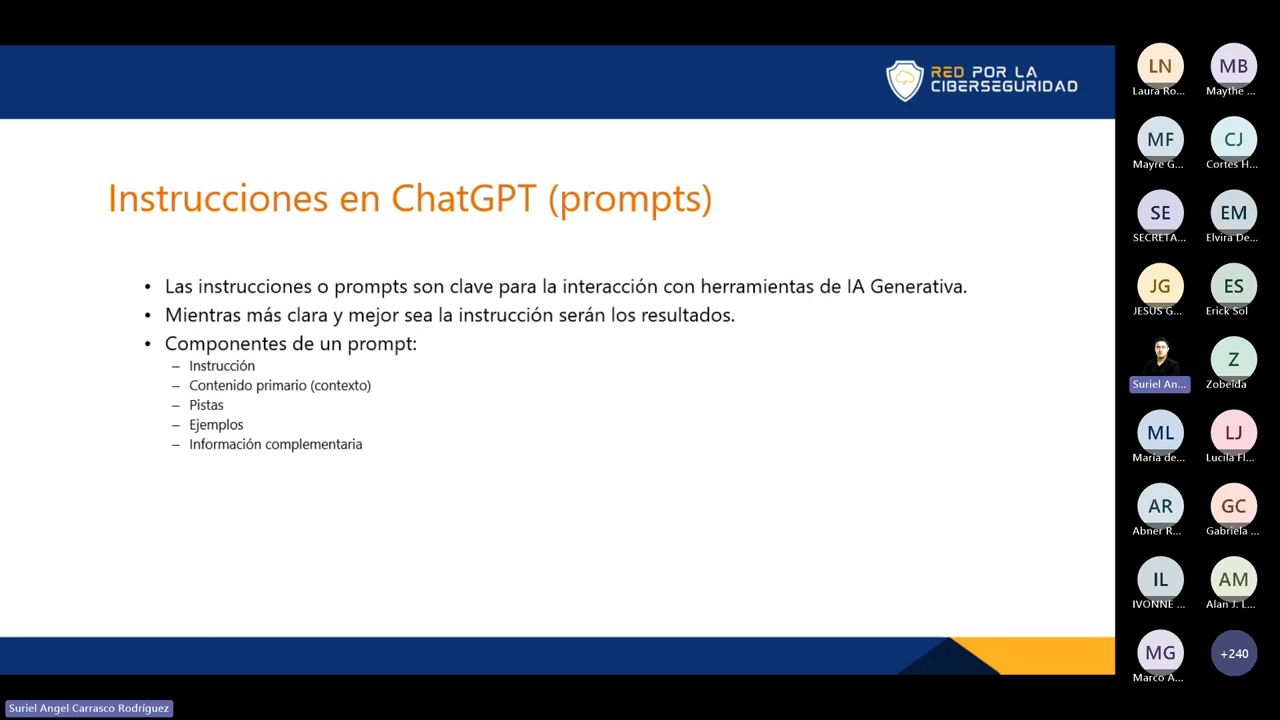 RED POR LA
CIBERSEGURIDAD
Instrucciones en ChatGPT (prompts)
• Las instrucciones o prompts son clave para la interacción con herramientas de IA Generativa.
• Mientras más clara y mejor sea la instrucción serán los resultados.
• Componentes de un prompt:
– Instrucción
– Contenido primario (contexto)
– Pistas
– Ejemplos
– Información complementaria
LN
Laura Ro...
MB
Maythe ...
MF
Mayre G...
CJ
Cortes H...
SE
SECRETA...
EM
Elvira De...
JG
JESUS G...
ES
Erick Sol
Suriel An...
Z
Zobeida
ML
María de...
LJ
Lucila Fl...
AR
Abner R...
GC
Gabriela ...
IL
IVONNE ...
AM
Alan J. L...
MG
Marco A...
+240
Suriel Angel Carrasco Rodríguez